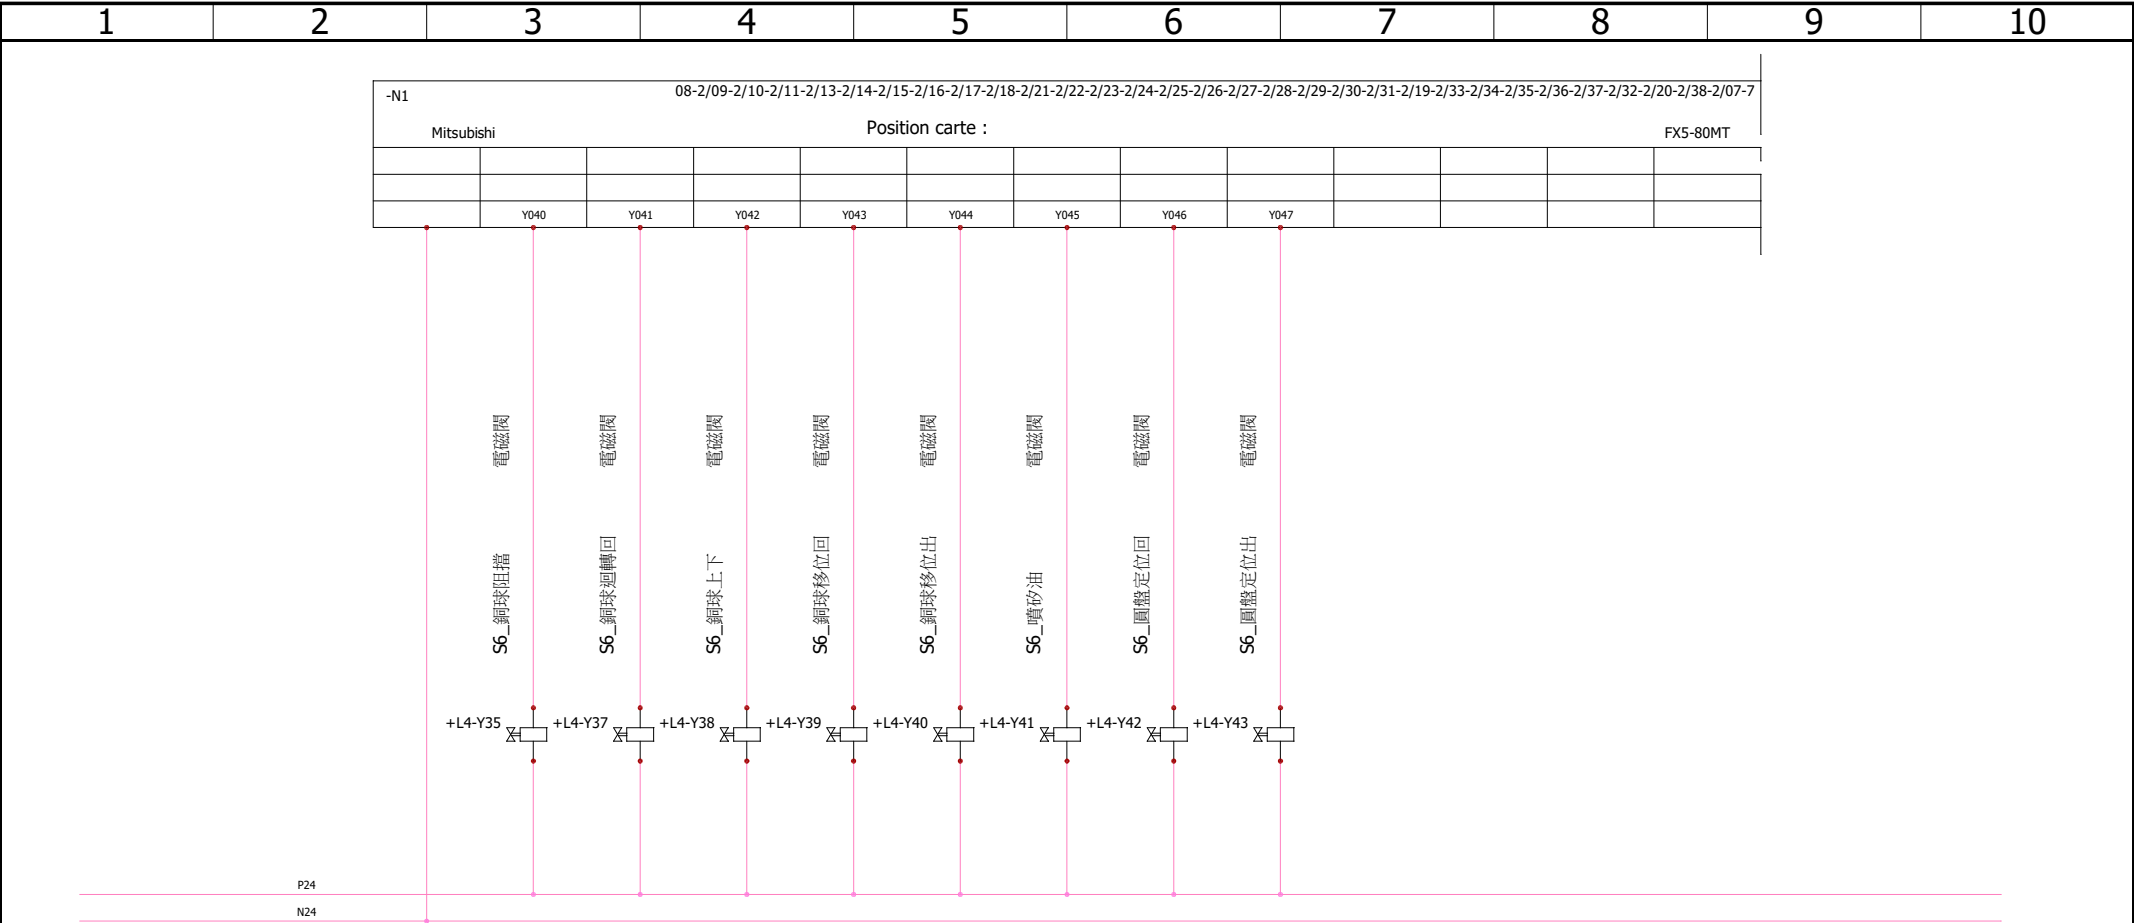 1 2 3 4 5 6 7 8 9 10
-N1 08-2/09-2/10-2/11-2/13-2/14-2/15-2/16-2/17-2/18-2/21-2/22-2/23-2/24-2/25-2/26-2/27-2/28-2/29-2/30-2/31-2/19-2/33-2/34-2/35-2/36-2/37-2/32-2/20-2/38-2/07-7
Mitsubishi Position carte : FX5-80MT
Y040 Y041 Y042 Y043 Y044 Y045 Y046 Y047
S6_銅球阻擋 電磁閥
S6_銅球迴轉回 電磁閥
S6_銅球上下 電磁閥
S6_銅球移位回 電磁閥
S6_銅球移位出 電磁閥
S6_噴矽油 電磁閥
S6_圓盤定位回 電磁閥
S6_圓盤定位出 電磁閥
+L4-Y35 +L4-Y37 +L4-Y38 +L4-Y39 +L4-Y40 +L4-Y41 +L4-Y42 +L4-Y43
P24
N24